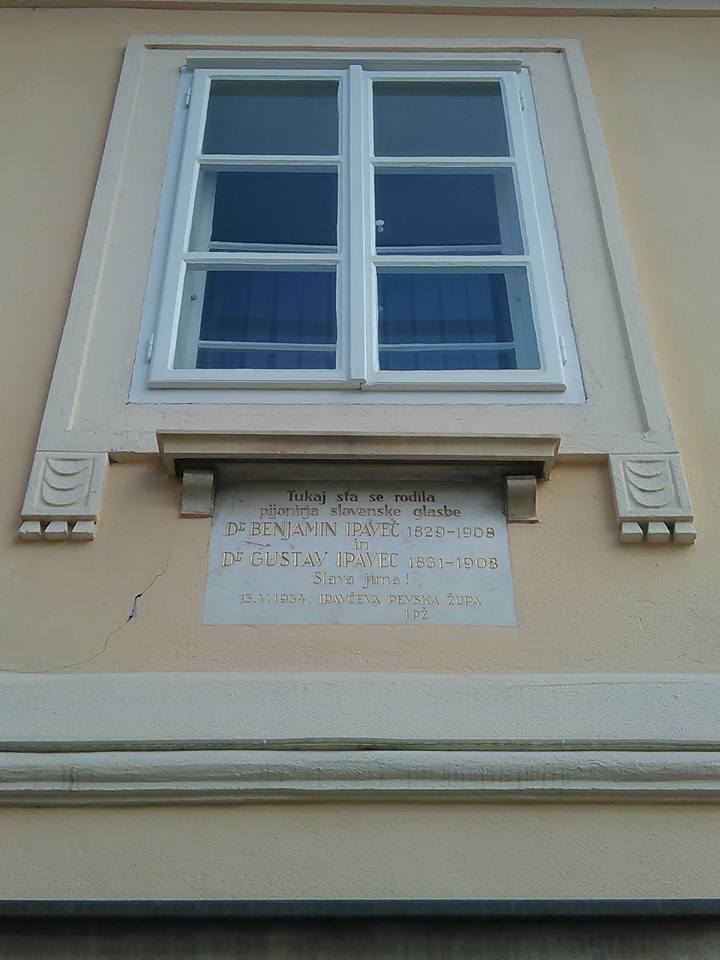 Tukaj sta se rodila
pijonirja slovenske glasbe
Dr BENJAMIN IPAVEC 1829-1908
in
Dr GUSTAV IPAVEC 1831-1908
Slava jima!
13.V.1934. IPAVČEVA PEVSKA ŽUPA
IPŽ